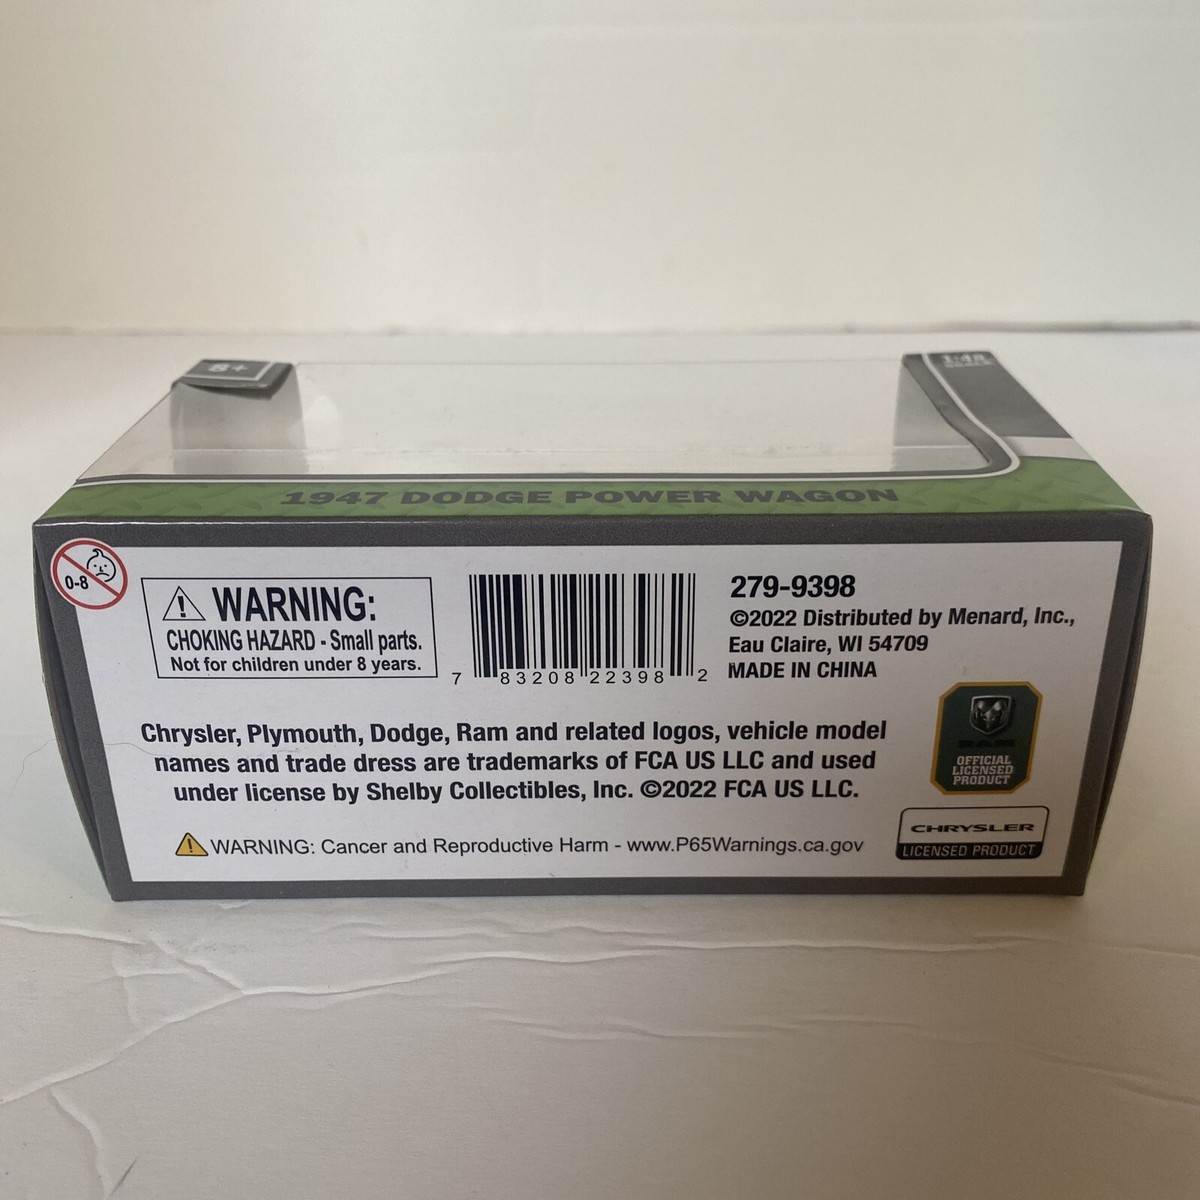 8+
1:48
SCALE
1947 DODGE POWER WAGON
0-8
WARNING:
CHOKING HAZARD - Small parts.
Not for children under 8 years.
7 83208 22398 2
279-9398
©2022 Distributed by Menard, Inc.,
Eau Claire, WI 54709
MADE IN CHINA
Chrysler, Plymouth, Dodge, Ram and related logos, vehicle model
names and trade dress are trademarks of FCA US LLC and used
under license by Shelby Collectibles, Inc. ©2022 FCA US LLC.
WARNING: Cancer and Reproductive Harm - www.P65Warnings.ca.gov
RAM
OFFICIAL
LICENSED
PRODUCT
CHRYSLER
LICENSED PRODUCT